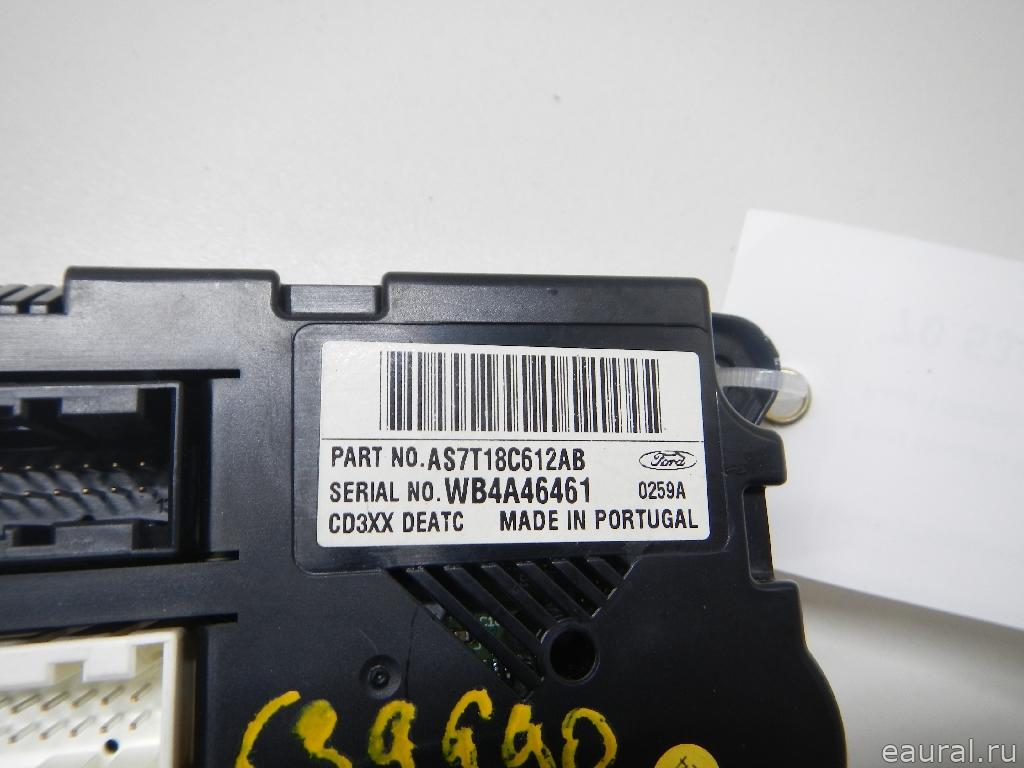 PART NO. AS7T18C612AB Ford
SERIAL NO. WB4A46461 0259A
CD3XX DEATC MADE IN PORTUGAL
eaural.ru